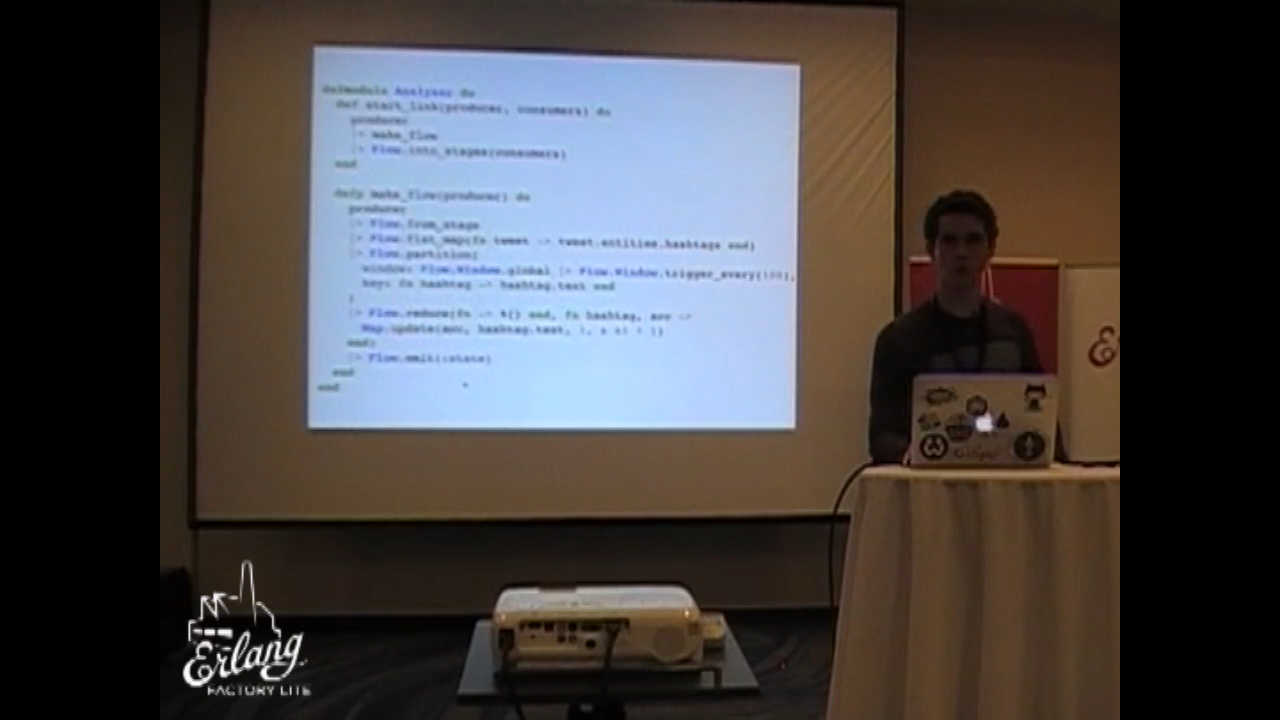 defmodule Analyser do
def start_link(producer, consumers) do
producer
|> make_flow
|> Flow.into_stages(consumers)
end
defp make_flow(producer) do
producer
|> Flow.from_stage
|> Flow.flat_map(fn tweet -> tweet.entities.hashtags end)
|> Flow.partition(
window: Flow.Window.global |> Flow.Window.trigger_every(100),
key: fn hashtag -> hashtag.text end
)
|> Flow.reduce(fn -> %{} end, fn hashtag, acc ->
Map.update(acc, hashtag.text, 1, & &1 + 1)
end)
|> Flow.emit(:state)
end
end
Erlang
FACTORY LITE